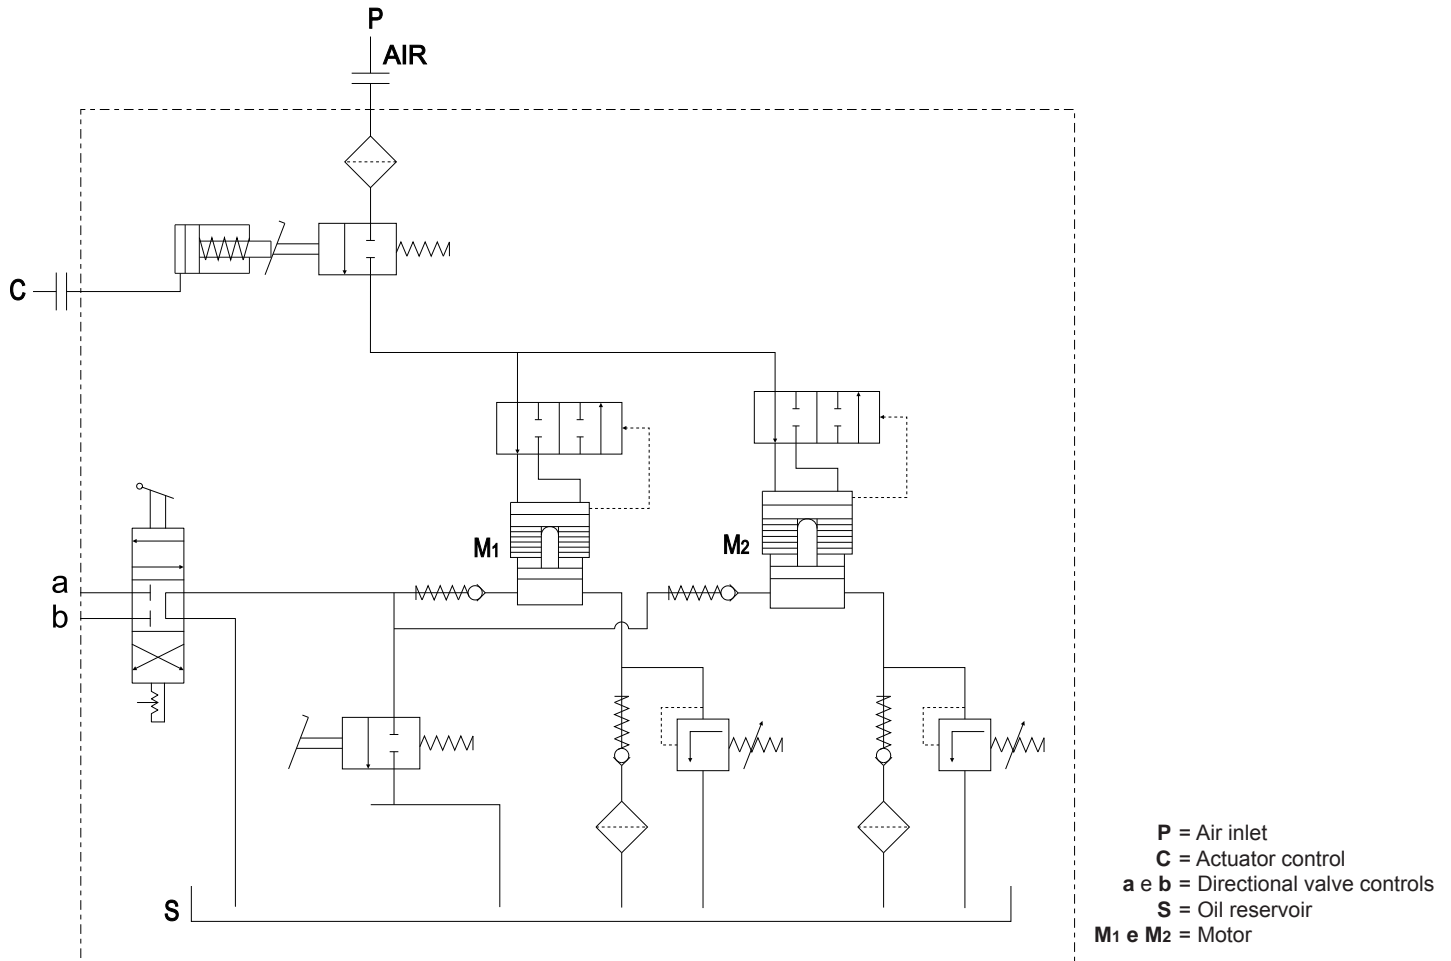 P
AIR
C
M1
M2
a
b
S
P = Air inlet
C = Actuator control
a e b = Directional valve controls
S = Oil reservoir
M1 e M2 = Motor